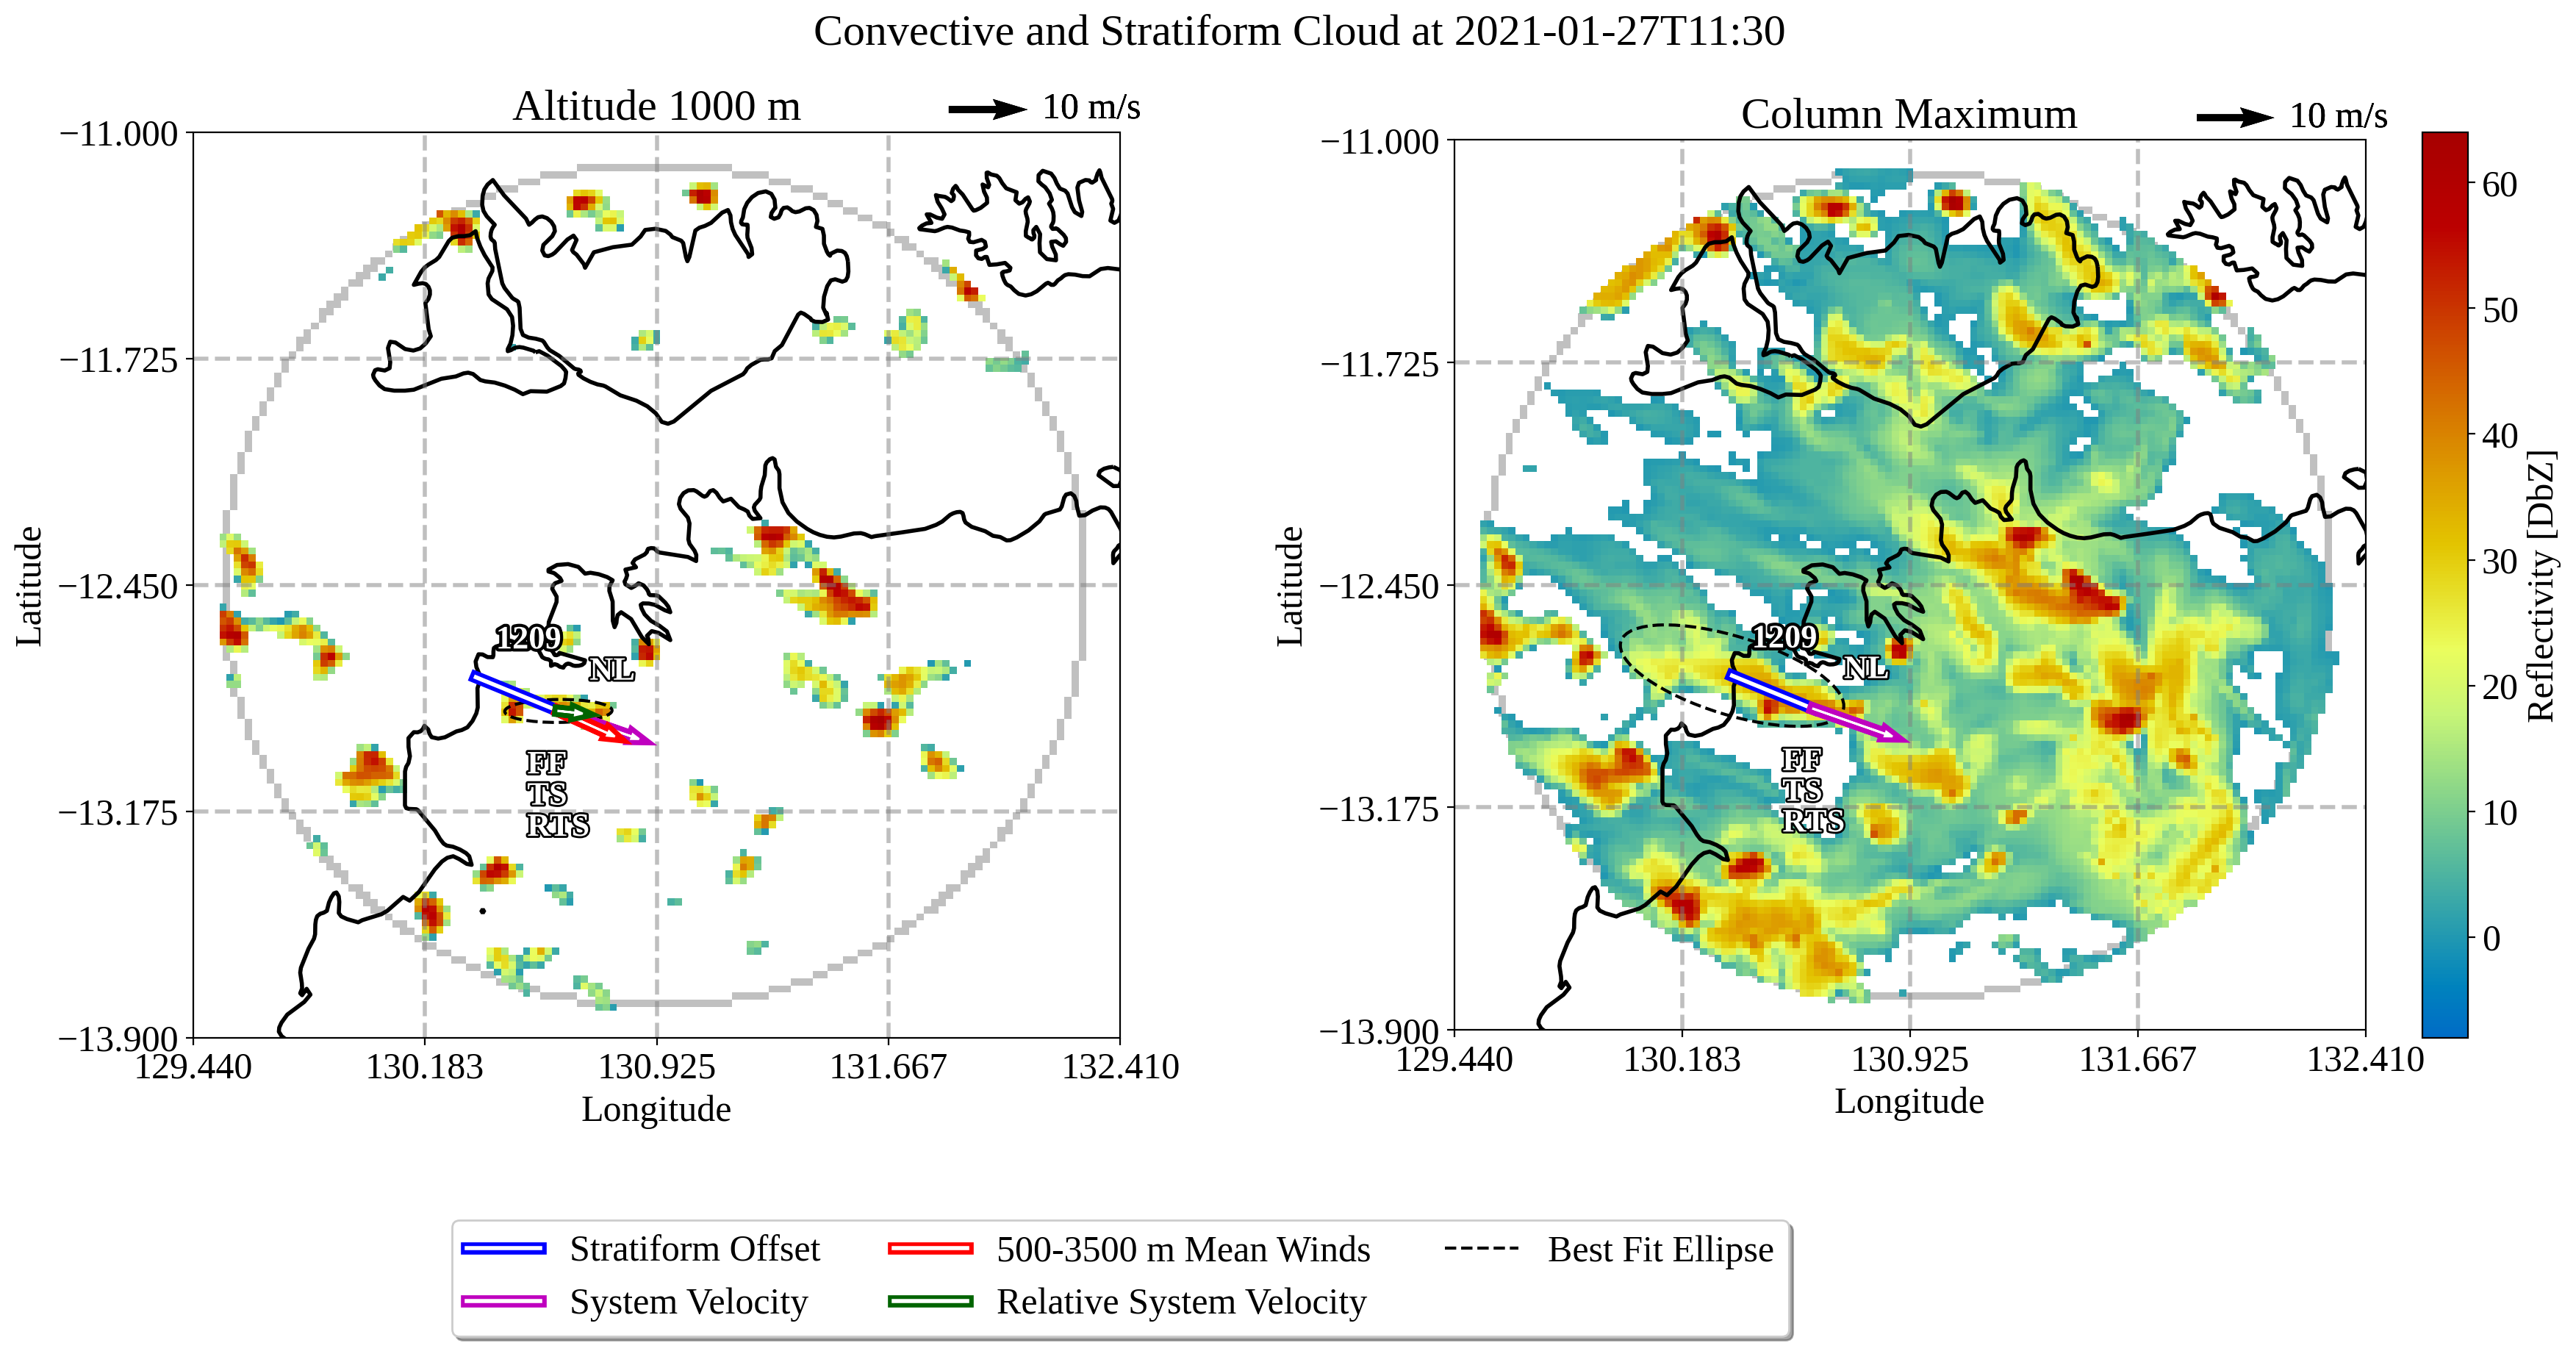 Convective and Stratiform Cloud at 2021-01-27T11:30
Altitude 1000 m
10 m/s
−11.000
−11.725
−12.450
−13.175
−13.900
Latitude
129.440
130.183
130.925
131.667
132.410
Longitude
1209
NL
FF
TS
RTS
Column Maximum
10 m/s
−11.000
−11.725
−12.450
−13.175
−13.900
Latitude
129.440
130.183
130.925
131.667
132.410
Longitude
1209
NL
FF
TS
RTS
60
50
40
30
20
10
0
Reflectivity [DbZ]
Stratiform Offset
500-3500 m Mean Winds
Best Fit Ellipse
System Velocity
Relative System Velocity